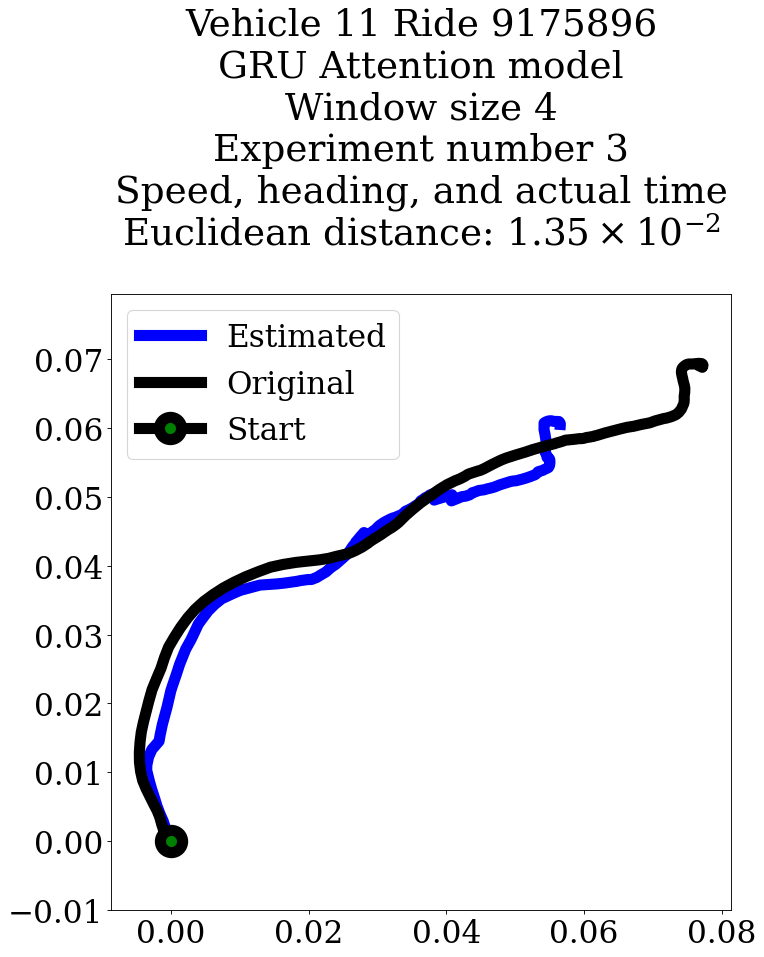 Vehicle 11 Ride 9175896
GRU Attention model
Window size 4
Experiment number 3
Speed, heading, and actual time
Euclidean distance: 1.35 × 10⁻²
Estimated
Original
Start
0.07
0.06
0.05
0.04
0.03
0.02
0.01
0.00
−0.01
0.00 0.02 0.04 0.06 0.08